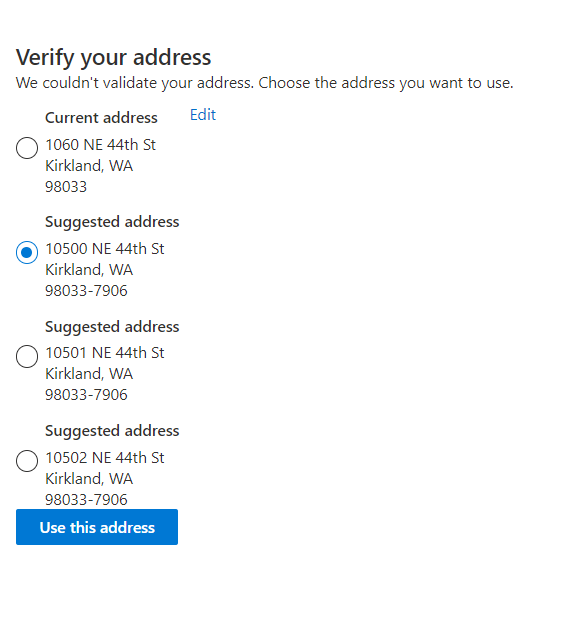 Verify your address
We couldn't validate your address. Choose the address you want to use.
Current address Edit
1060 NE 44th St
Kirkland, WA
98033
Suggested address
10500 NE 44th St
Kirkland, WA
98033-7906
Suggested address
10501 NE 44th St
Kirkland, WA
98033-7906
Suggested address
10502 NE 44th St
Kirkland, WA
98033-7906
Use this address